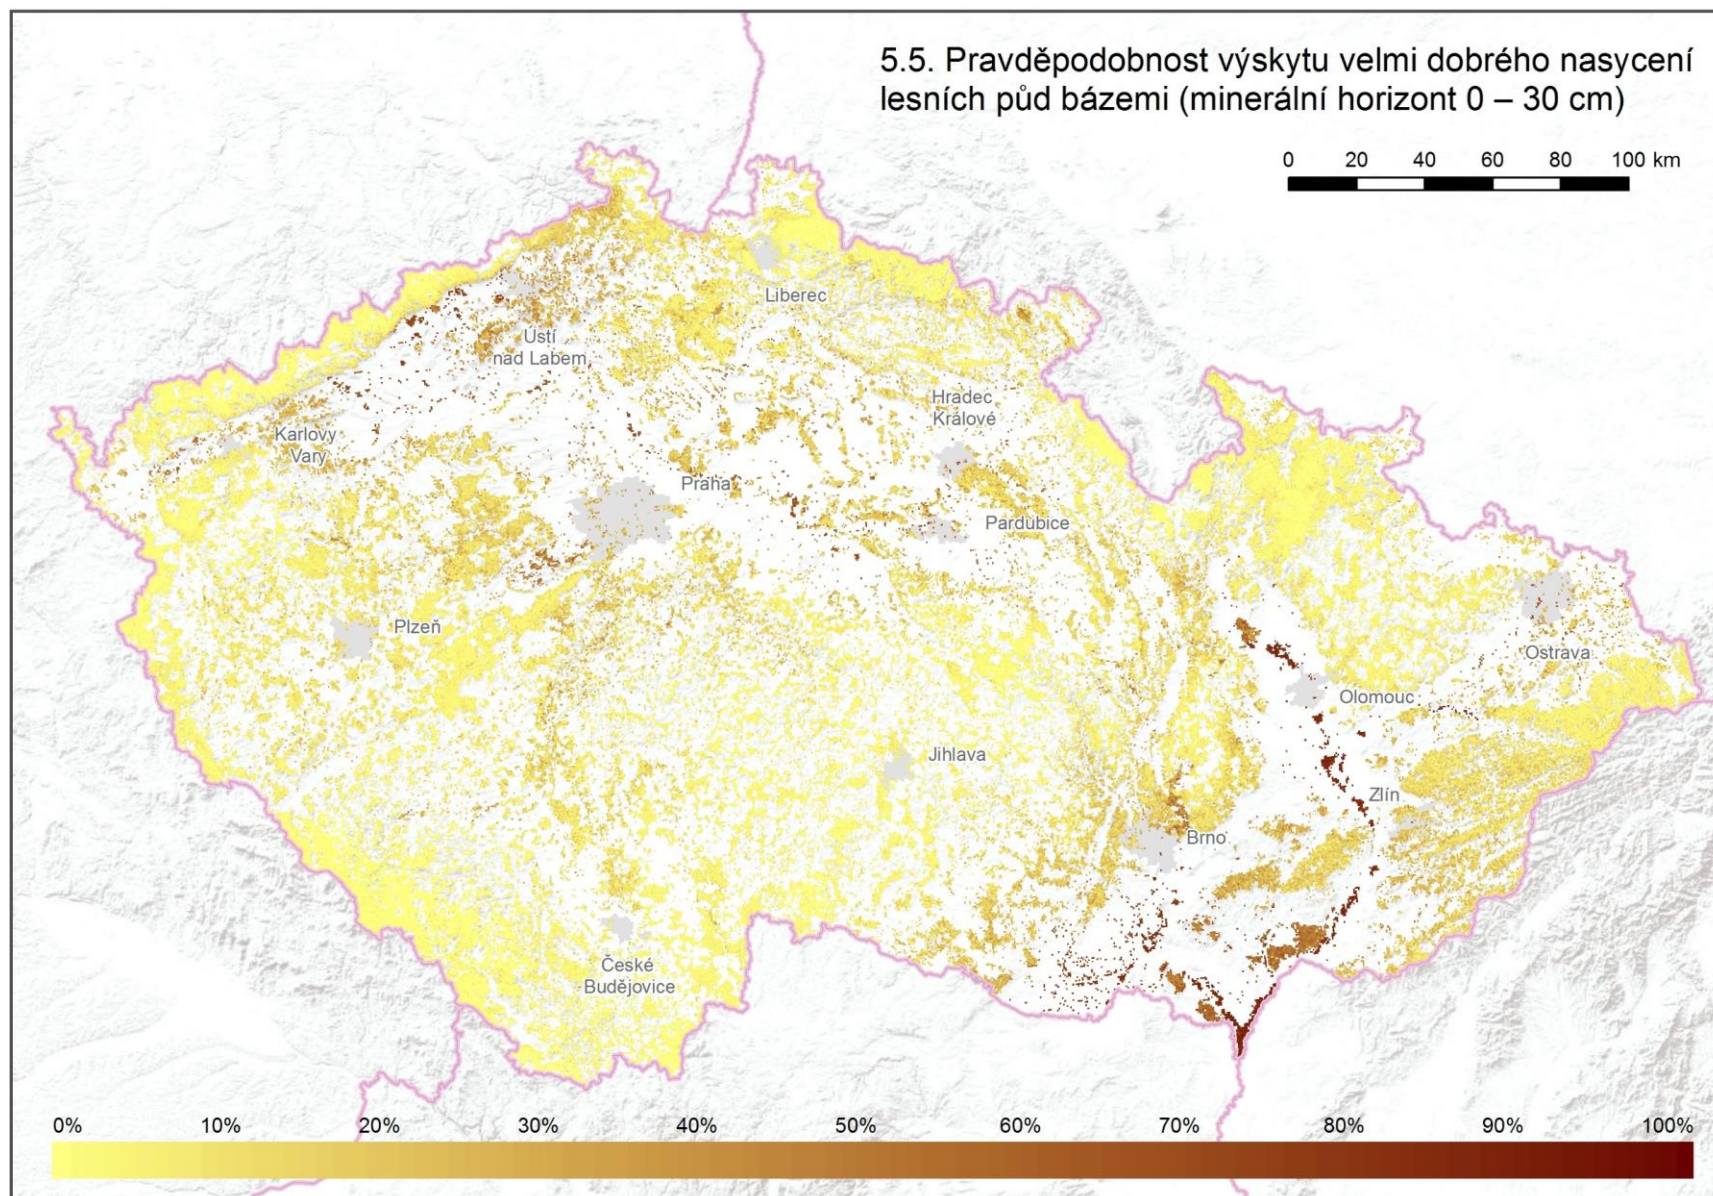 5.5. Pravděpodobnost výskytu velmi dobrého nasycení
lesních půd bázemi (minerální horizont 0 – 30 cm)
0 20 40 60 80 100 km
Liberec
Ústí
nad Labem
Hradec
Králové
Karlovy
Vary
Praha
Pardubice
Plzeň
Ostrava
Olomouc
Jihlava
Zlín
Brno
České
Budějovice
0% 10% 20% 30% 40% 50% 60% 70% 80% 90% 100%